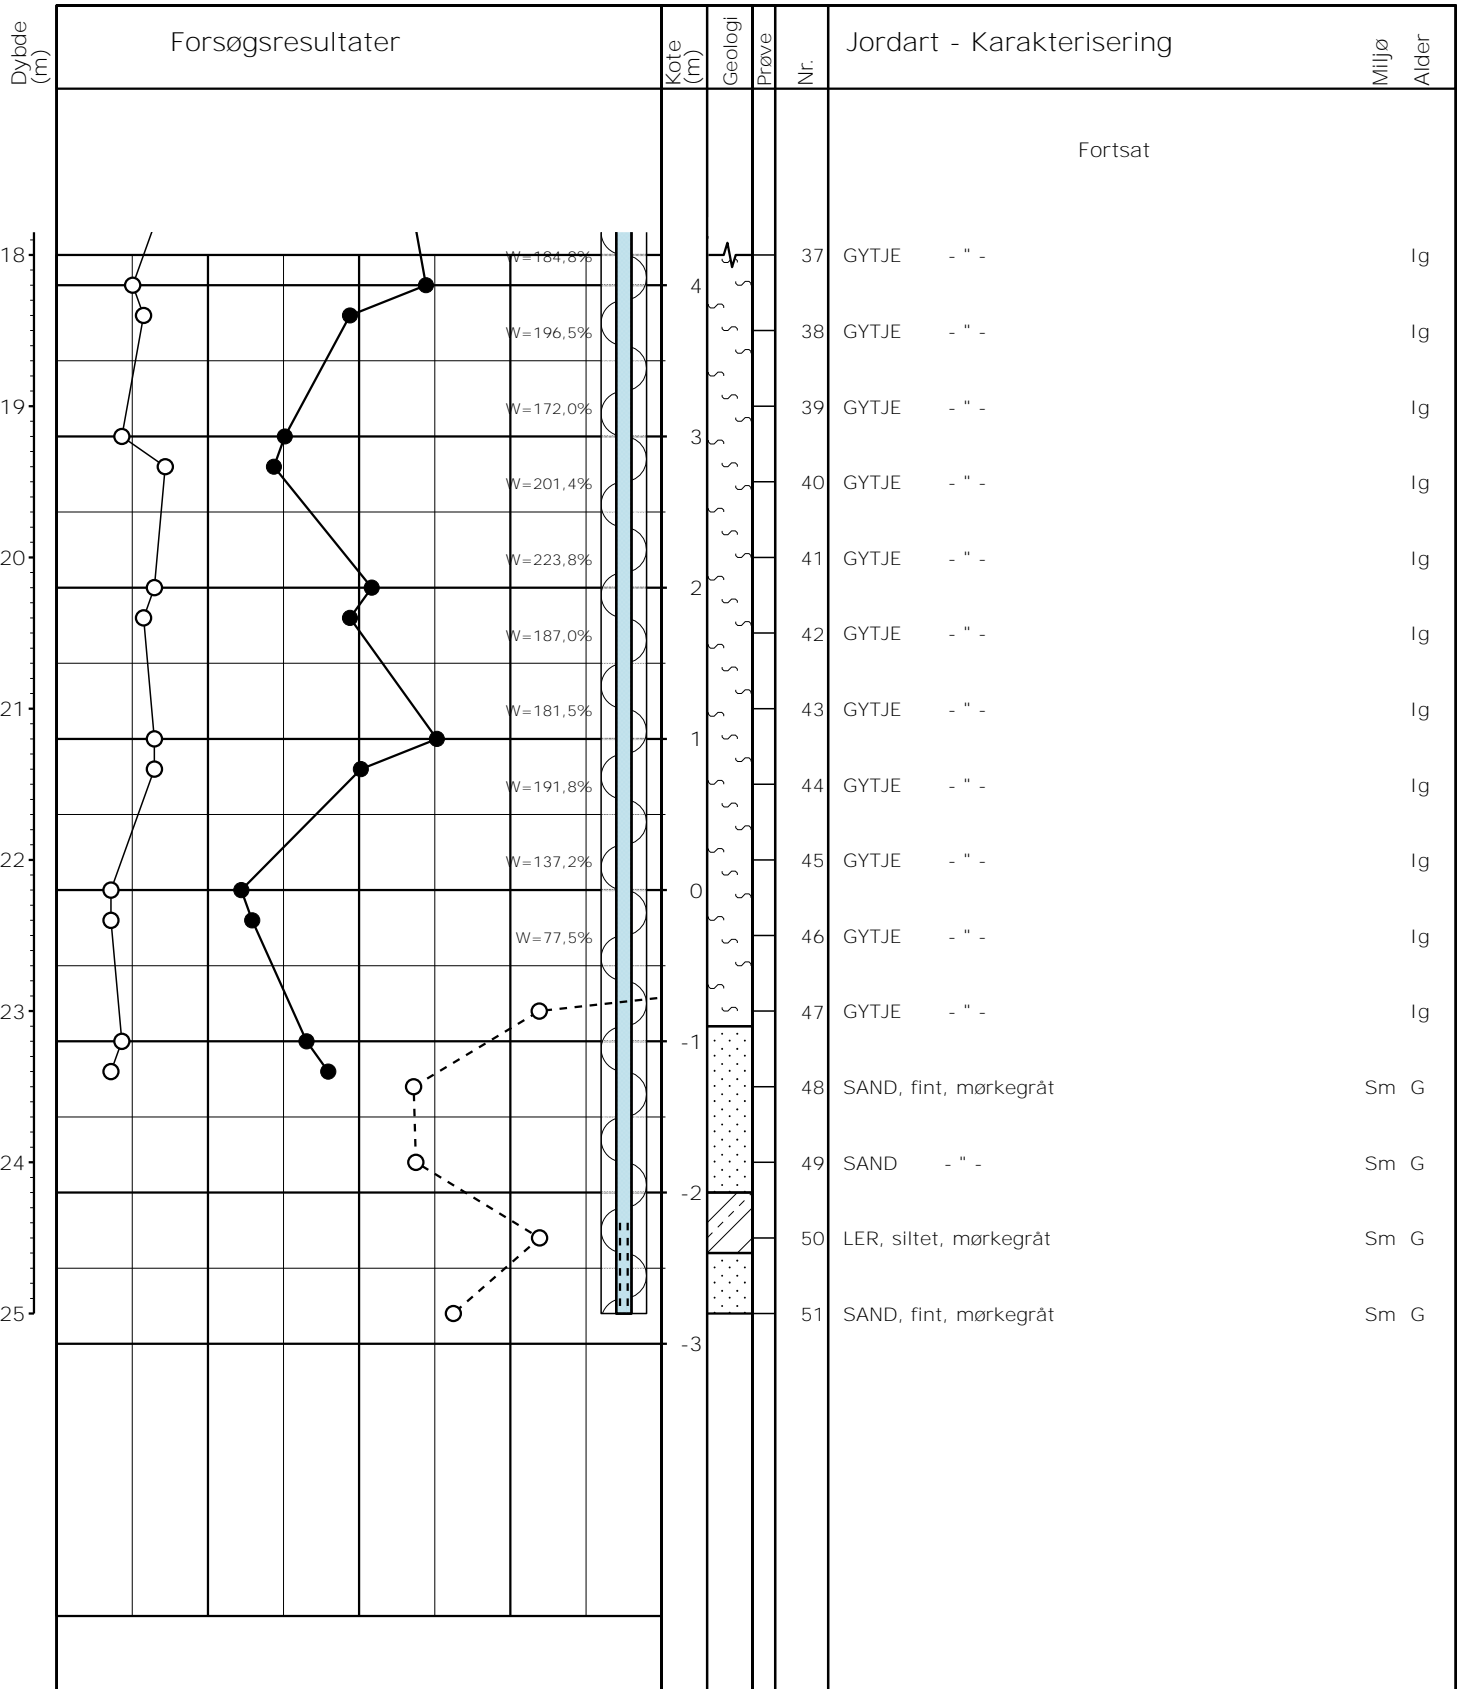 Dybde (m) Forsøgsresultater Kote (m) Geologi Prøve Nr. Jordart - Karakterisering Miljø Alder
Fortsat
18 W=184,8% 37 GYTJE - " - Ig
4
W=196,5% 38 GYTJE - " - Ig
19 W=172,0% 39 GYTJE - " - Ig
3
W=201,4% 40 GYTJE - " - Ig
20 W=223,8% 41 GYTJE - " - Ig
2
W=187,0% 42 GYTJE - " - Ig
21 W=181,5% 43 GYTJE - " - Ig
1
W=191,8% 44 GYTJE - " - Ig
22 W=137,2% 45 GYTJE - " - Ig
0
W=77,5% 46 GYTJE - " - Ig
23 47 GYTJE - " - Ig
-1
48 SAND, fint, mørkegråt Sm G
24 49 SAND - " - Sm G
-2
50 LER, siltet, mørkegråt Sm G
25 51 SAND, fint, mørkegråt Sm G
-3